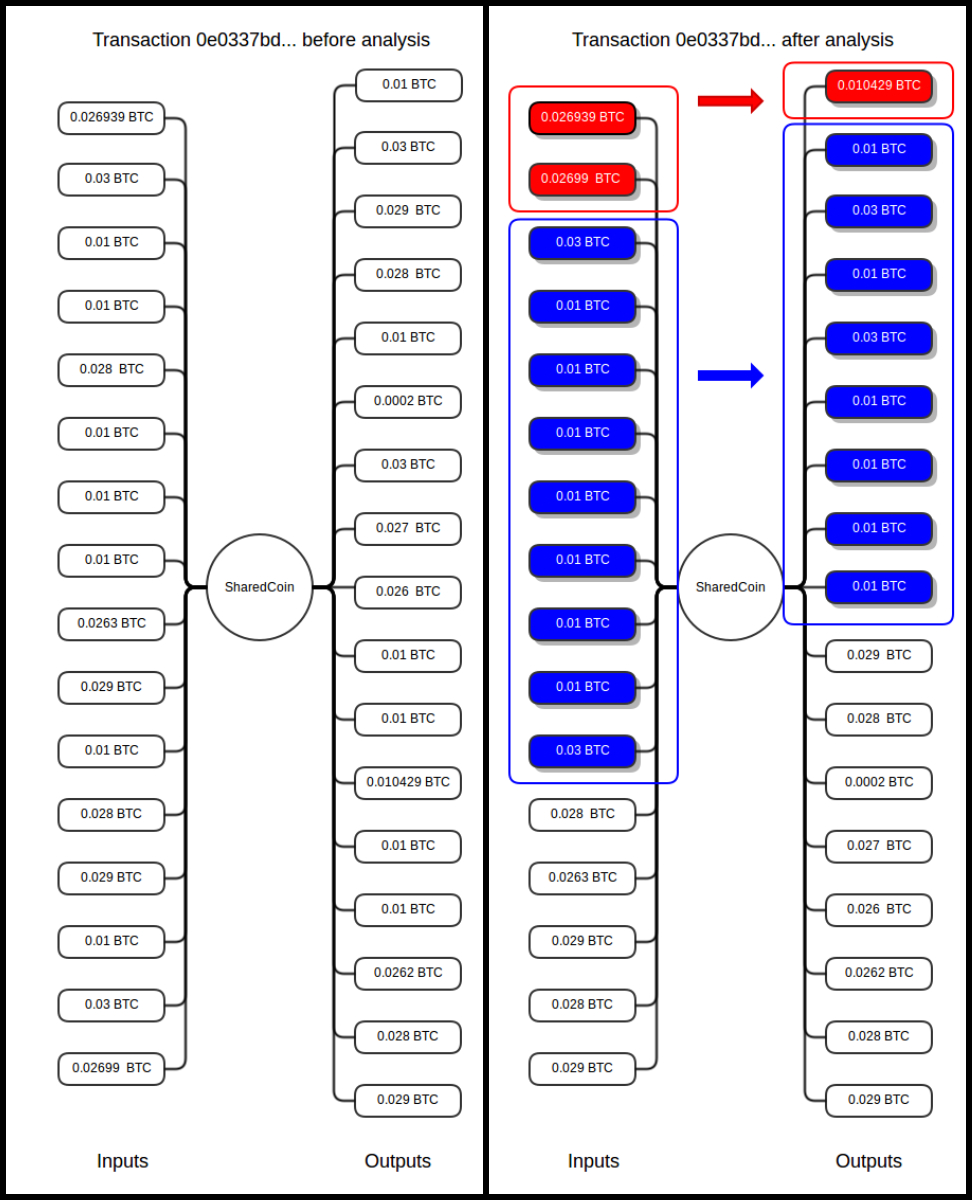 Transaction 0e0337bd... before analysis
0.026939 BTC
0.03 BTC
0.01 BTC
0.01 BTC
0.028 BTC
0.01 BTC
0.01 BTC
0.01 BTC
0.0263 BTC
0.029 BTC
0.01 BTC
0.028 BTC
0.029 BTC
0.01 BTC
0.03 BTC
0.02699 BTC
Inputs
SharedCoin
0.01 BTC
0.03 BTC
0.029 BTC
0.028 BTC
0.01 BTC
0.0002 BTC
0.03 BTC
0.027 BTC
0.026 BTC
0.01 BTC
0.01 BTC
0.010429 BTC
0.01 BTC
0.01 BTC
0.0262 BTC
0.028 BTC
0.029 BTC
Outputs
Transaction 0e0337bd... after analysis
0.026939 BTC
0.02699 BTC
0.03 BTC
0.01 BTC
0.01 BTC
0.01 BTC
0.01 BTC
0.01 BTC
0.01 BTC
0.01 BTC
0.03 BTC
0.028 BTC
0.0263 BTC
0.029 BTC
0.028 BTC
0.029 BTC
Inputs
SharedCoin
0.010429 BTC
0.01 BTC
0.03 BTC
0.01 BTC
0.03 BTC
0.01 BTC
0.01 BTC
0.01 BTC
0.01 BTC
0.029 BTC
0.028 BTC
0.0002 BTC
0.027 BTC
0.026 BTC
0.0262 BTC
0.028 BTC
0.029 BTC
Outputs